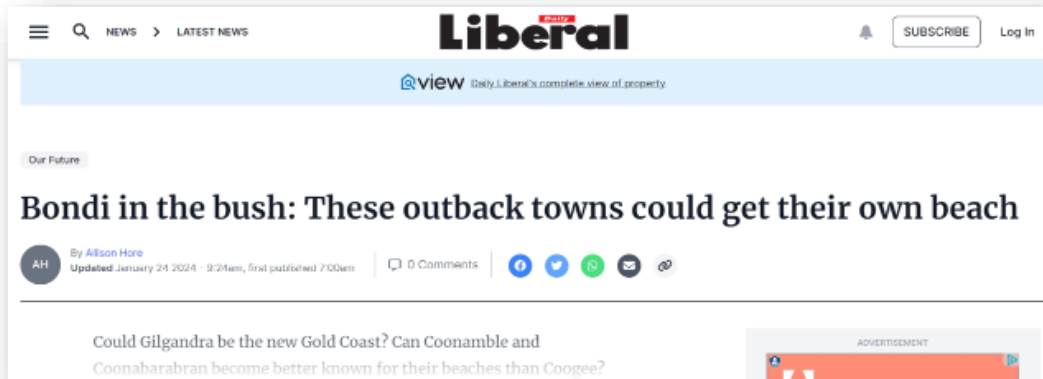 NEWS > LATEST NEWS
Daily
Liberal
SUBSCRIBE
Log In
view Daily Liberal's complete view of property
Our Future
Bondi in the bush: These outback towns could get their own beach
AH
By Allison Hore
Updated January 24 2024 - 9:24am, first published 7:00am
0 Comments
Could Gilgandra be the new Gold Coast? Can Coonamble and
Coonabarabran become better known for their beaches than Coogee?
ADVERTISEMENT